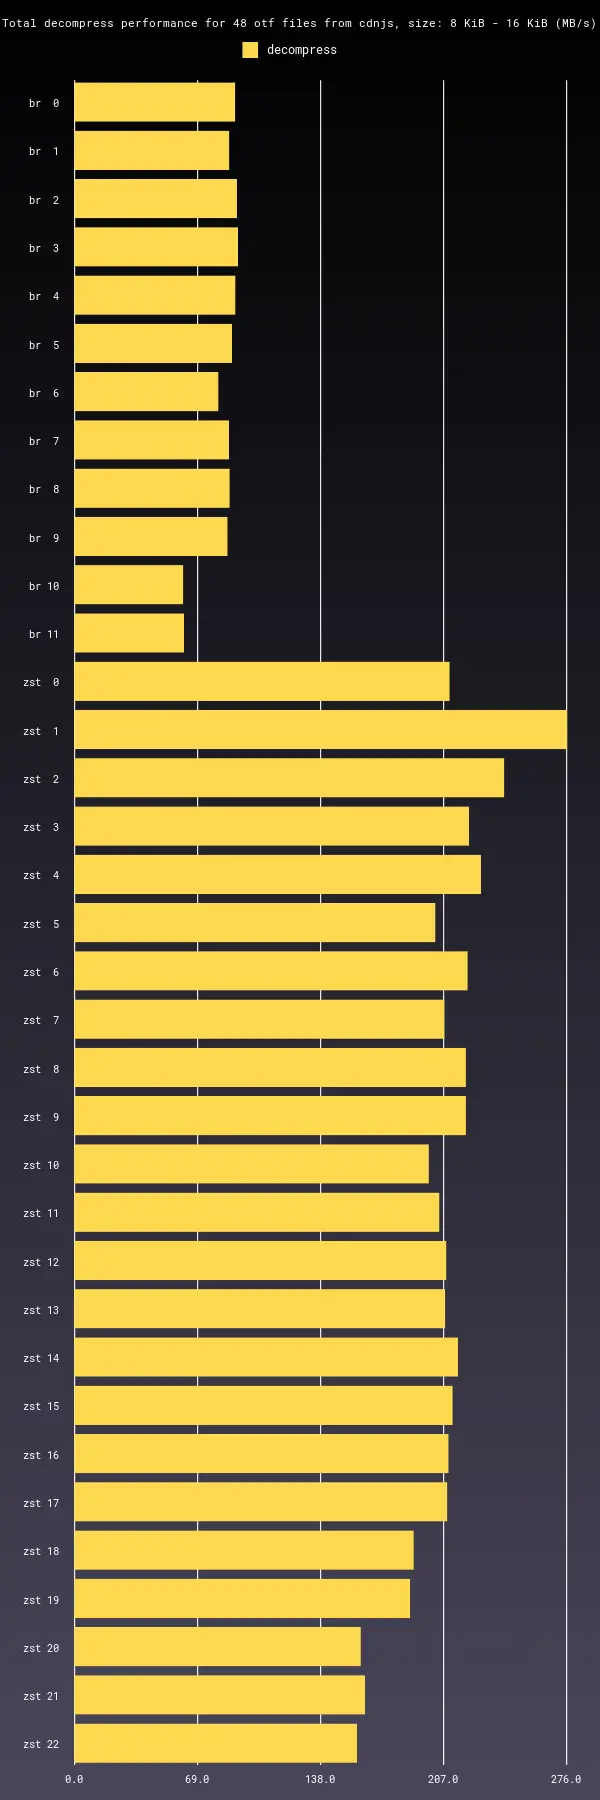 Total decompress performance for 48 otf files from cdnjs, size: 8 KiB - 16 KiB (MB/s)
decompress
br 0
br 1
br 2
br 3
br 4
br 5
br 6
br 7
br 8
br 9
br 10
br 11
zst 0
zst 1
zst 2
zst 3
zst 4
zst 5
zst 6
zst 7
zst 8
zst 9
zst 10
zst 11
zst 12
zst 13
zst 14
zst 15
zst 16
zst 17
zst 18
zst 19
zst 20
zst 21
zst 22
0.0 69.0 138.0 207.0 276.0